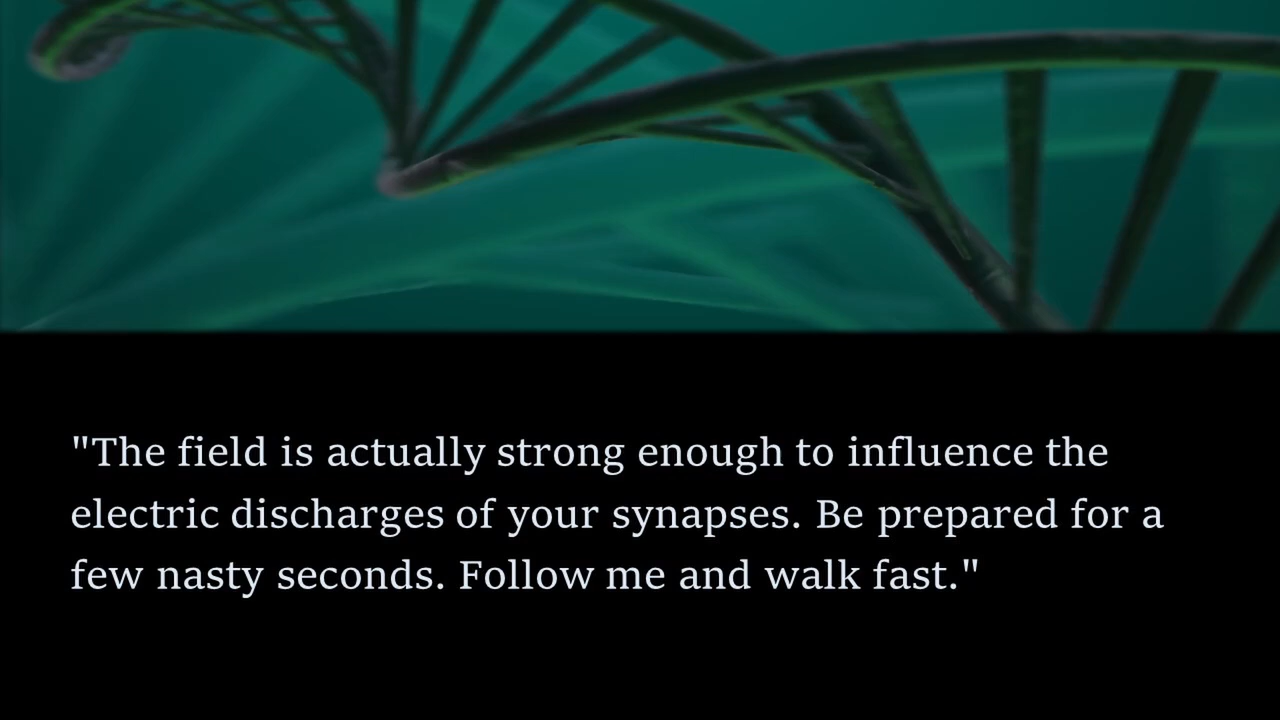 "The field is actually strong enough to influence the
electric discharges of your synapses. Be prepared for a
few nasty seconds. Follow me and walk fast."